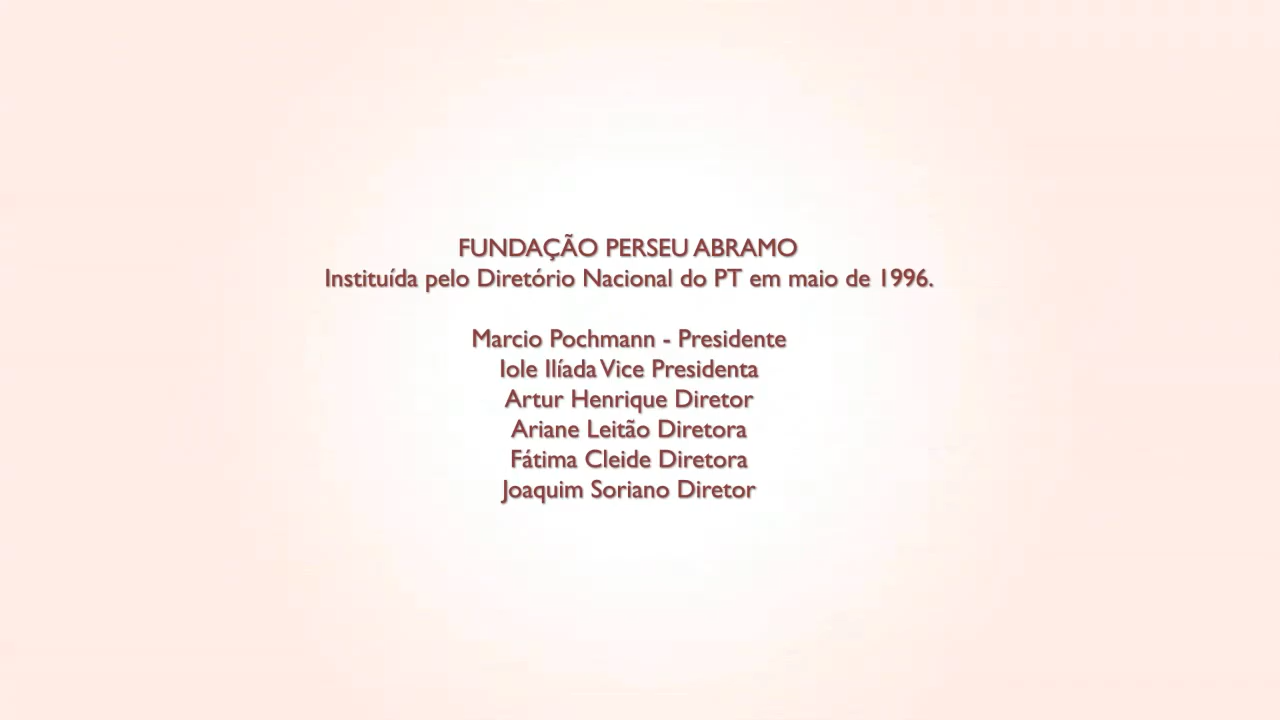 FUNDAÇÃO PERSEU ABRAMO
Instituída pelo Diretório Nacional do PT em maio de 1996.
Marcio Pochmann - Presidente
Iole Ilíada Vice Presidenta
Artur Henrique Diretor
Ariane Leitão Diretora
Fátima Cleide Diretora
Joaquim Soriano Diretor